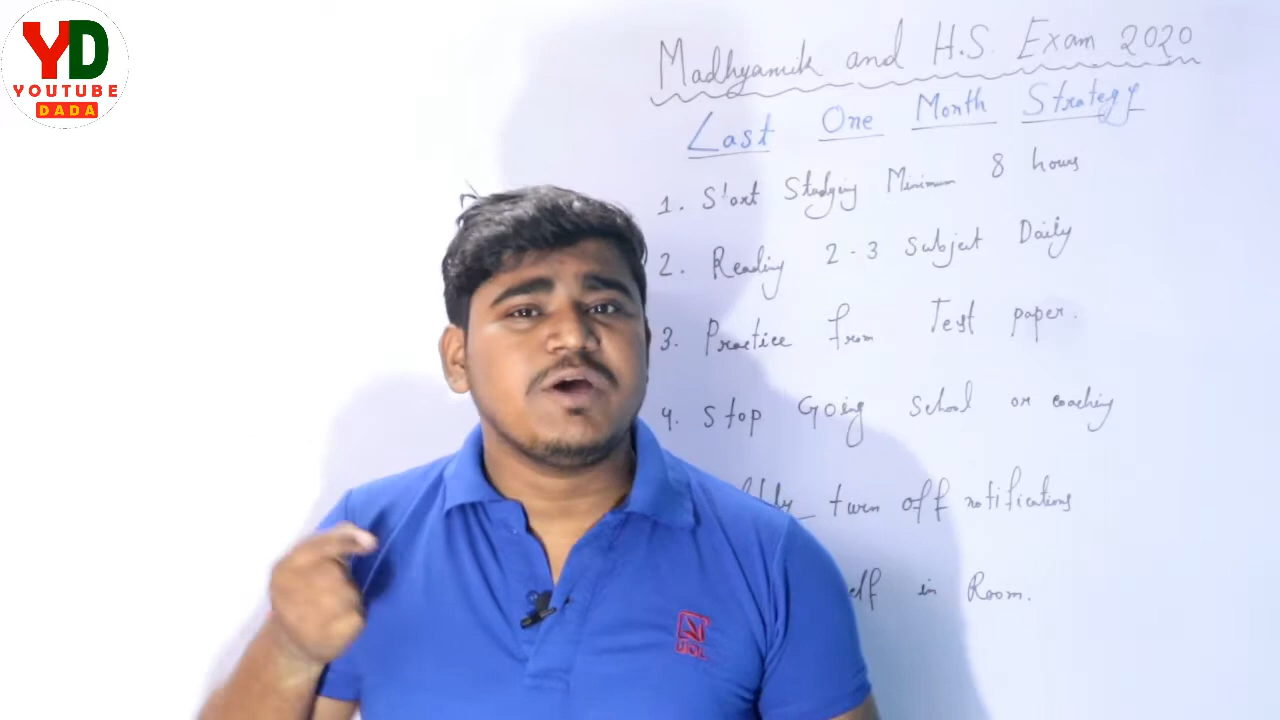 YD
YOUTUBE
DADA
Madhyamik and H.S. Exam 2020
Last One Month Strategy
1. Start Studying Minimum 8 hours
2. Reading 2-3 Subject Daily
3. Practice from Test paper.
4. Stop Going School or coaching
turn off notifications
elf in Room.